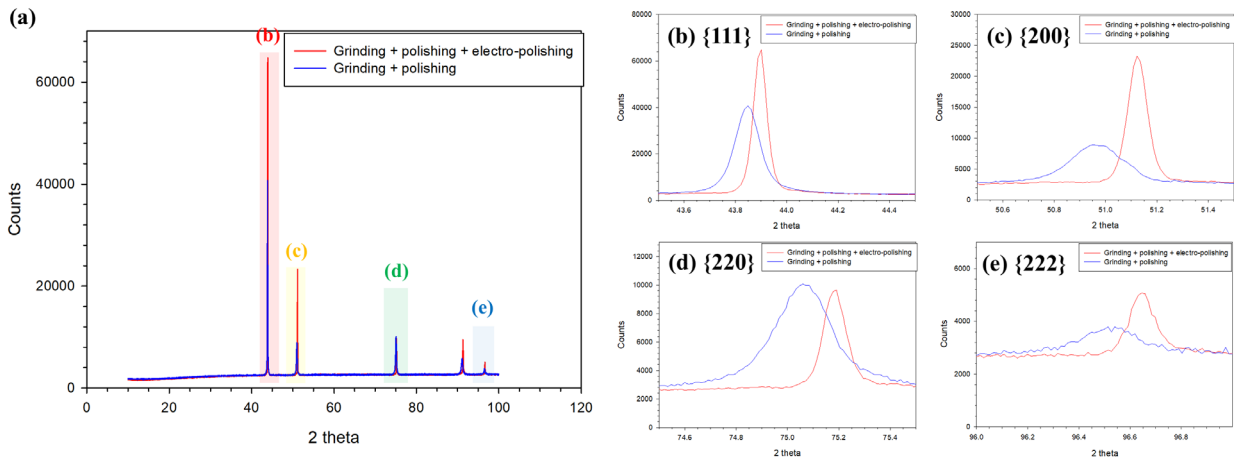 (a)
(b)
(c)
(d)
(e)
Grinding + polishing + electro-polishing
Grinding + polishing
Counts
60000
40000
20000
0
0 20 40 60 80 100 120
2 theta
(b) {111}
Grinding + polishing + electro-polishing
Grinding + polishing
Counts
80000
60000
40000
20000
0
43.6 43.8 44.0 44.2 44.4
2 theta
(c) {200}
Grinding + polishing + electro-polishing
Grinding + polishing
Counts
30000
25000
20000
15000
10000
5000
0
50.6 50.8 51.0 51.2 51.4
2 theta
(d) {220}
Grinding + polishing + electro-polishing
Grinding + polishing
Counts
12000
10000
8000
6000
4000
2000
0
74.6 74.8 75.0 75.2 75.4
2 theta
(e) {222}
Grinding + polishing + electro-polishing
Grinding + polishing
Counts
6000
4000
2000
0
96.0 96.2 96.4 96.6 96.8
2 theta